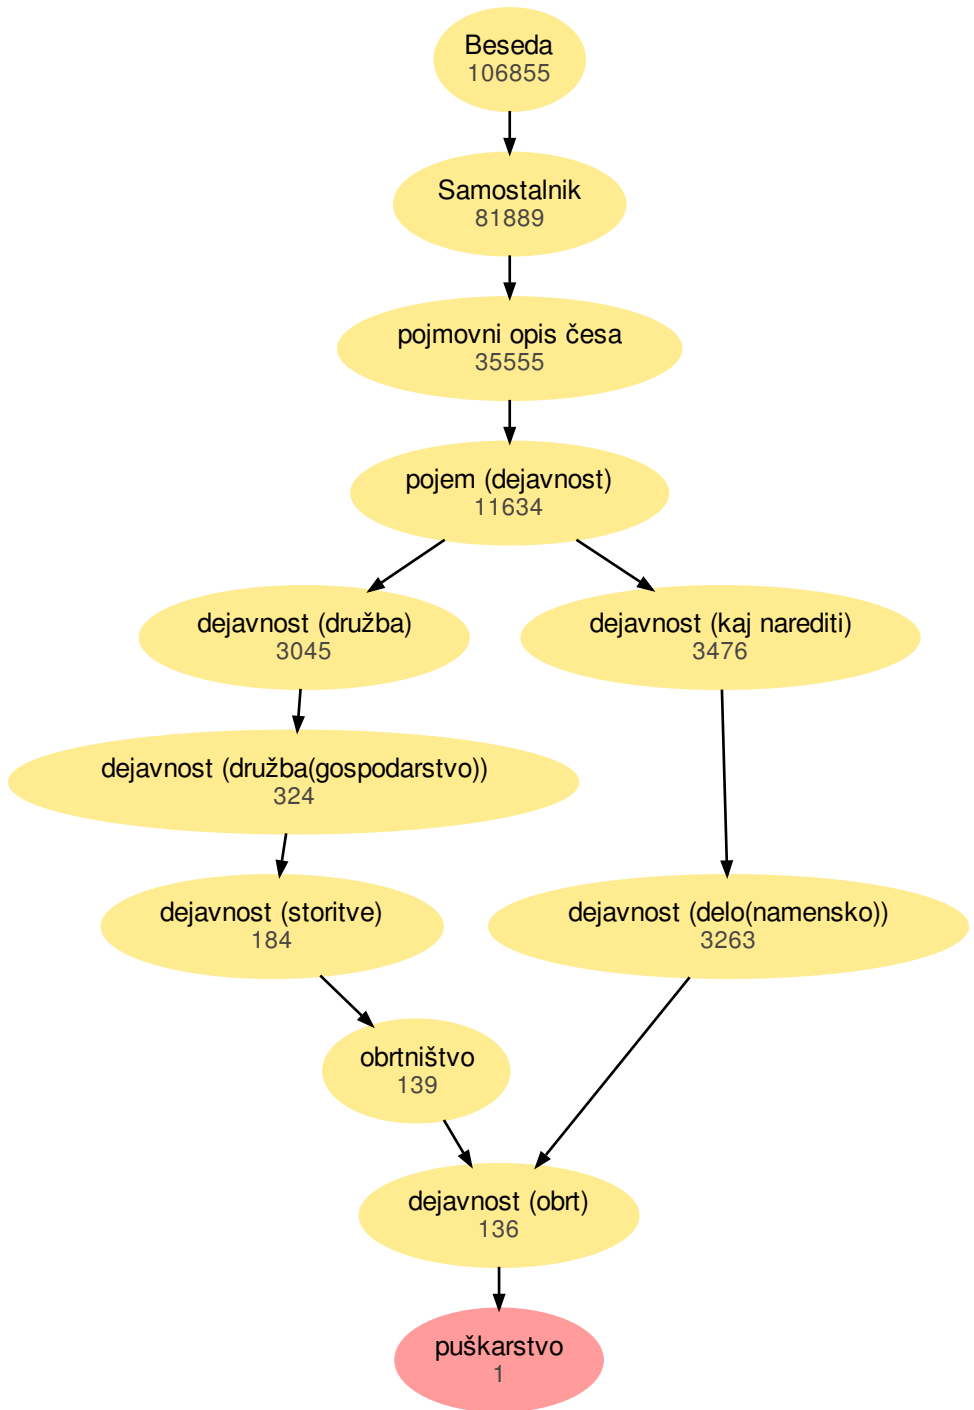 Beseda
106855
Samostalnik
81889
pojmovni opis česa
35555
pojem (dejavnost)
11634
dejavnost (družba)
3045
dejavnost (kaj narediti)
3476
dejavnost (družba(gospodarstvo))
324
dejavnost (storitve)
184
dejavnost (delo(namensko))
3263
obrtništvo
139
dejavnost (obrt)
136
puškarstvo
1